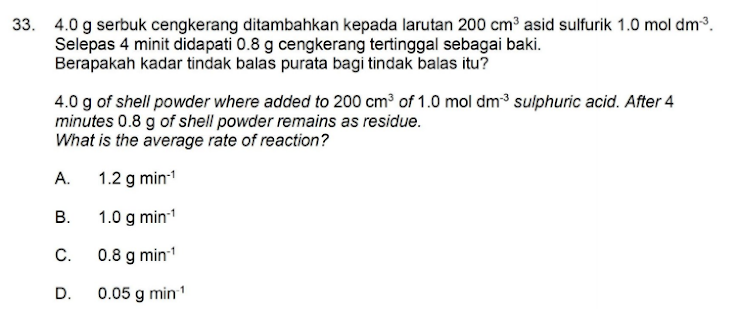 33. 4.0 g serbuk cengkerang ditambahkan kepada larutan 200 cm³ asid sulfurik 1.0 mol dm⁻³.
Selepas 4 minit didapati 0.8 g cengkerang tertinggal sebagai baki.
Berapakah kadar tindak balas purata bagi tindak balas itu?
4.0 g of shell powder where added to 200 cm³ of 1.0 mol dm⁻³ sulphuric acid. After 4
minutes 0.8 g of shell powder remains as residue.
What is the average rate of reaction?
A. 1.2 g min⁻¹
B. 1.0 g min⁻¹
C. 0.8 g min⁻¹
D. 0.05 g min⁻¹